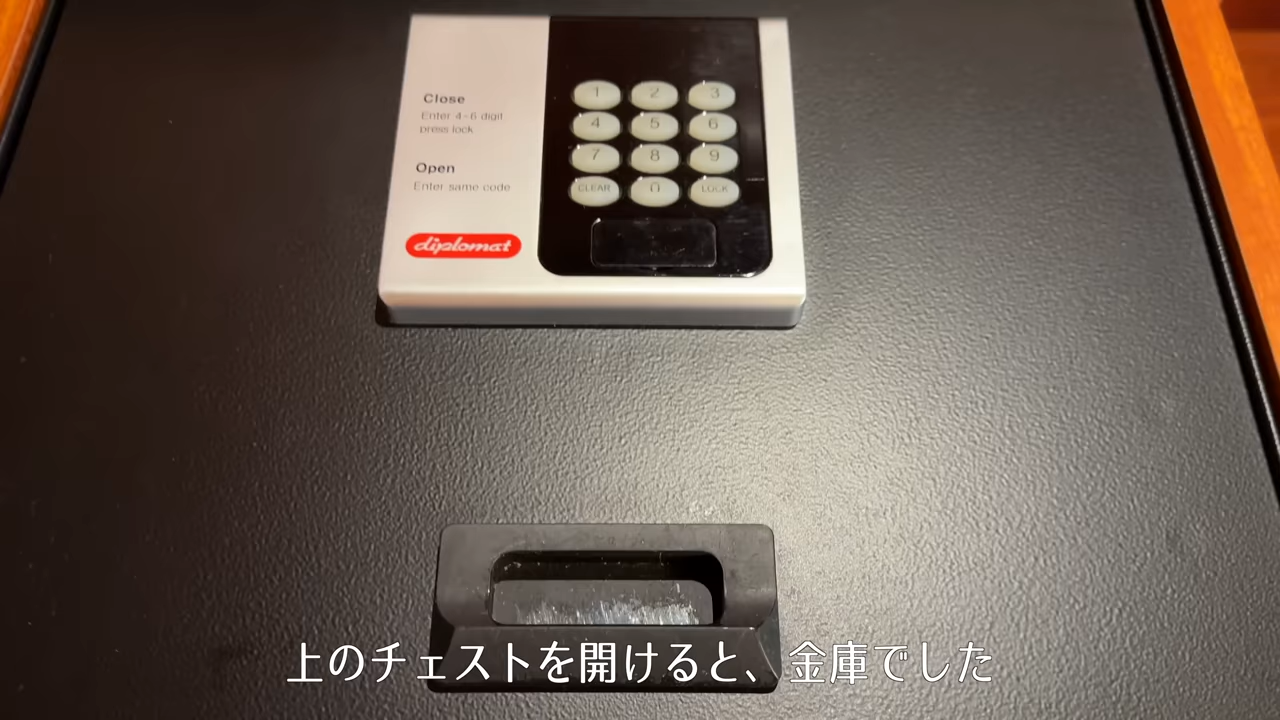 Close
Enter 4-6 digit
press lock
Open
Enter same code
diplomat
1 2 3
4 5 6
7 8 9
CLEAR 0 LOCK
上のチェストを開けると、金庫でした